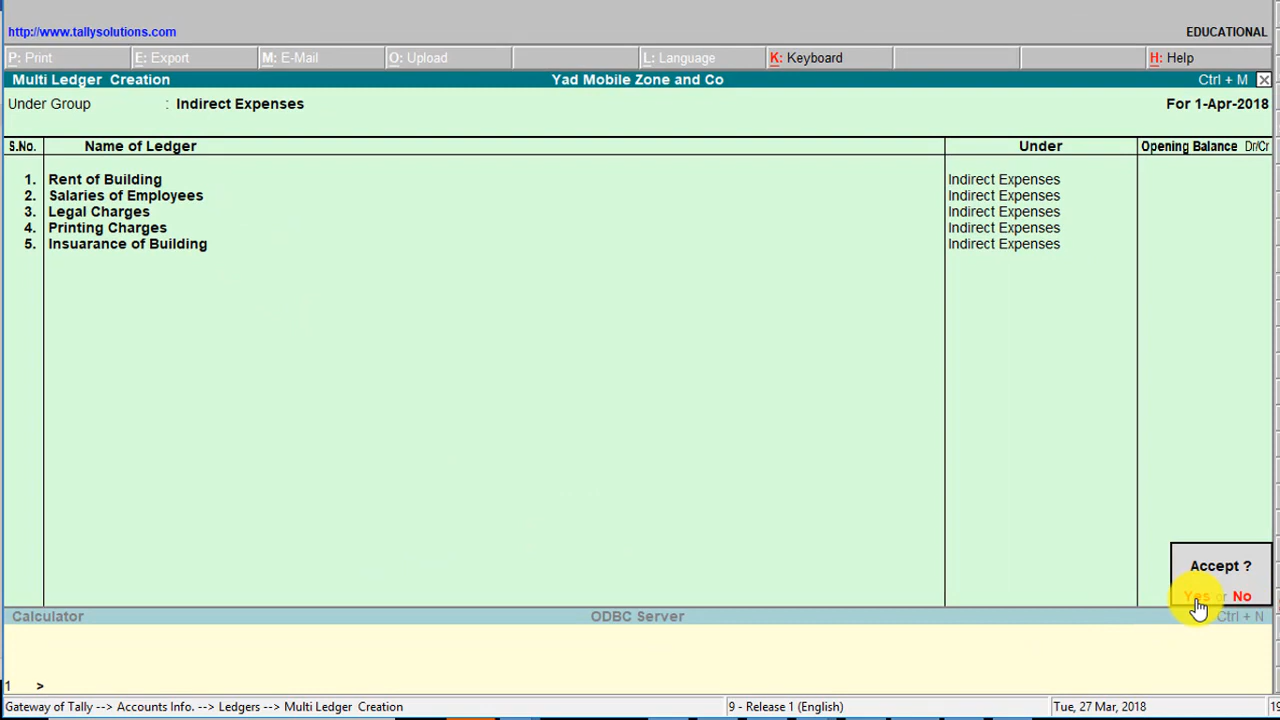 http://www.tallysolutions.com EDUCATIONAL
P: Print E: Export M: E-Mail O: Upload L: Language K: Keyboard H: Help
Multi Ledger Creation Yad Mobile Zone and Co Ctrl + M
Under Group : Indirect Expenses For 1-Apr-2018
S.No. Name of Ledger Under Opening Balance Dr/Cr
1. Rent of Building Indirect Expenses
2. Salaries of Employees Indirect Expenses
3. Legal Charges Indirect Expenses
4. Printing Charges Indirect Expenses
5. Insuarance of Building Indirect Expenses
Accept ?
Yes or No
Calculator ODBC Server Ctrl + N
1 >
Gateway of Tally --> Accounts Info. --> Ledgers --> Multi Ledger Creation 9 - Release 1 (English) Tue, 27 Mar, 2018